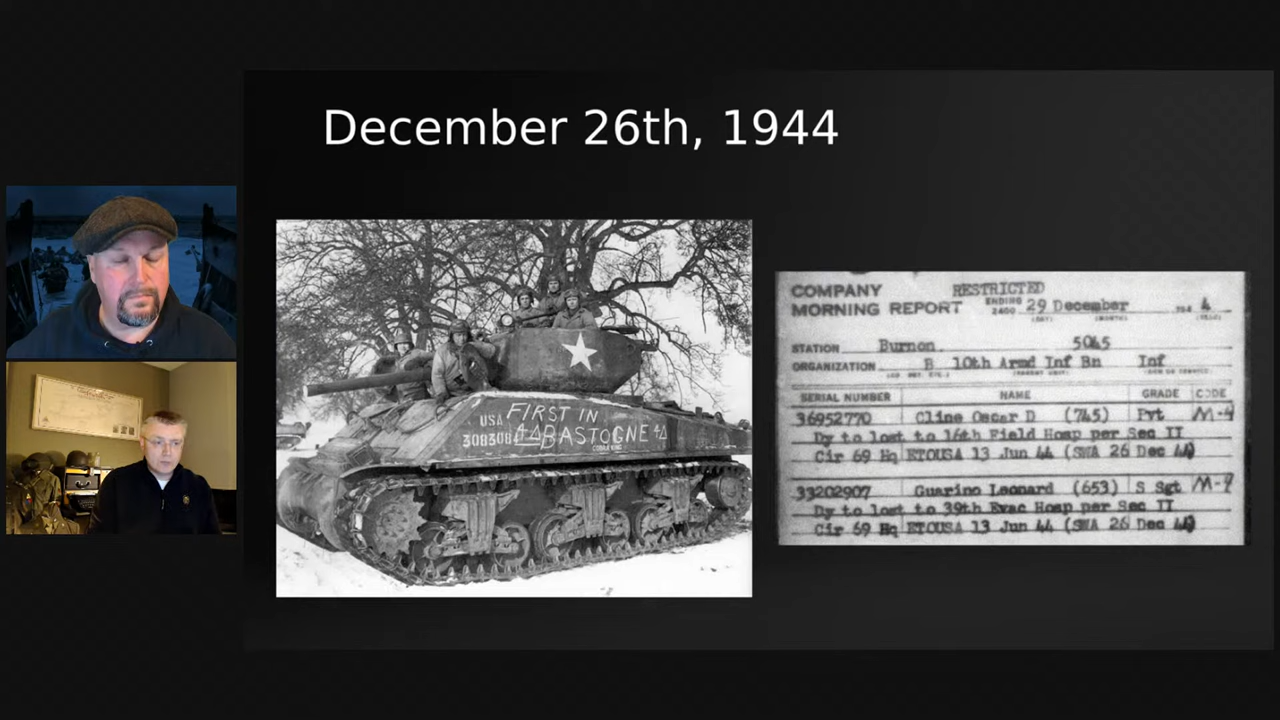 December 26th, 1944
USA
3083084
FIRST IN
4Δ BASTOGNE 4Δ
COBRA KING
COMPANY RESTRICTED
MORNING REPORT ENDING 2400 29 December 194 4
STATION Burnon 5045
ORGANIZATION B 10th Armd Inf Bn Inf
SERIAL NUMBER NAME GRADE CODE
36952770 Cline Oscar D (745) Pvt M-4
Dy to lost to 16th Field Hosp per Sec II
Cir 69 Hq ETOUSA 13 Jun 44 (SWA 26 Dec 44)
33202907 Guarino Leonard (653) S Sgt M-9
Dy to lost to 39th Evac Hosp per Sec II
Cir 69 Hq ETOUSA 13 Jun 44 (SWA 26 Dec 44)